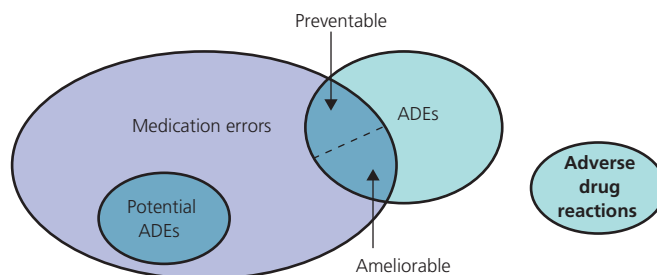 Preventable
Medication errors
ADEs
Potential
ADEs
Adverse
drug
reactions
Ameliorable